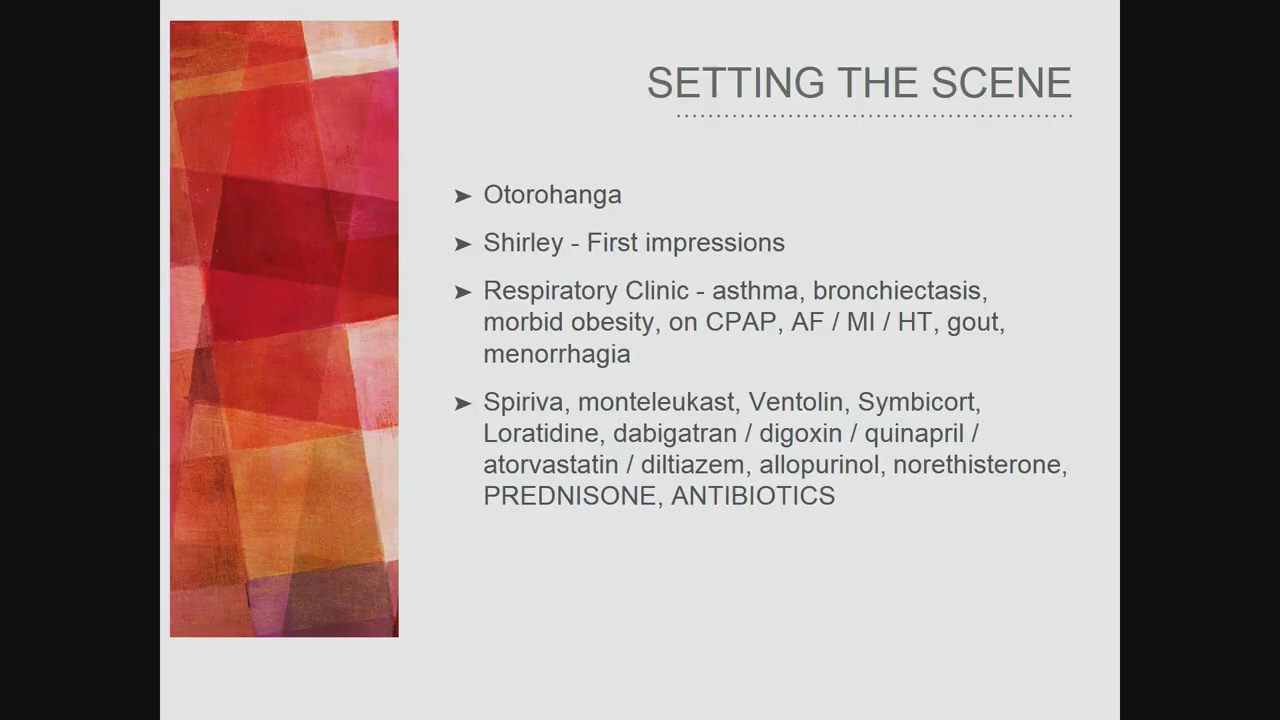 SETTING THE SCENE
➤ Otorohanga
➤ Shirley - First impressions
➤ Respiratory Clinic - asthma, bronchiectasis,
morbid obesity, on CPAP, AF / MI / HT, gout,
menorrhagia
➤ Spiriva, monteleukast, Ventolin, Symbicort,
Loratidine, dabigatran / digoxin / quinapril /
atorvastatin / diltiazem, allopurinol, norethisterone,
PREDNISONE, ANTIBIOTICS